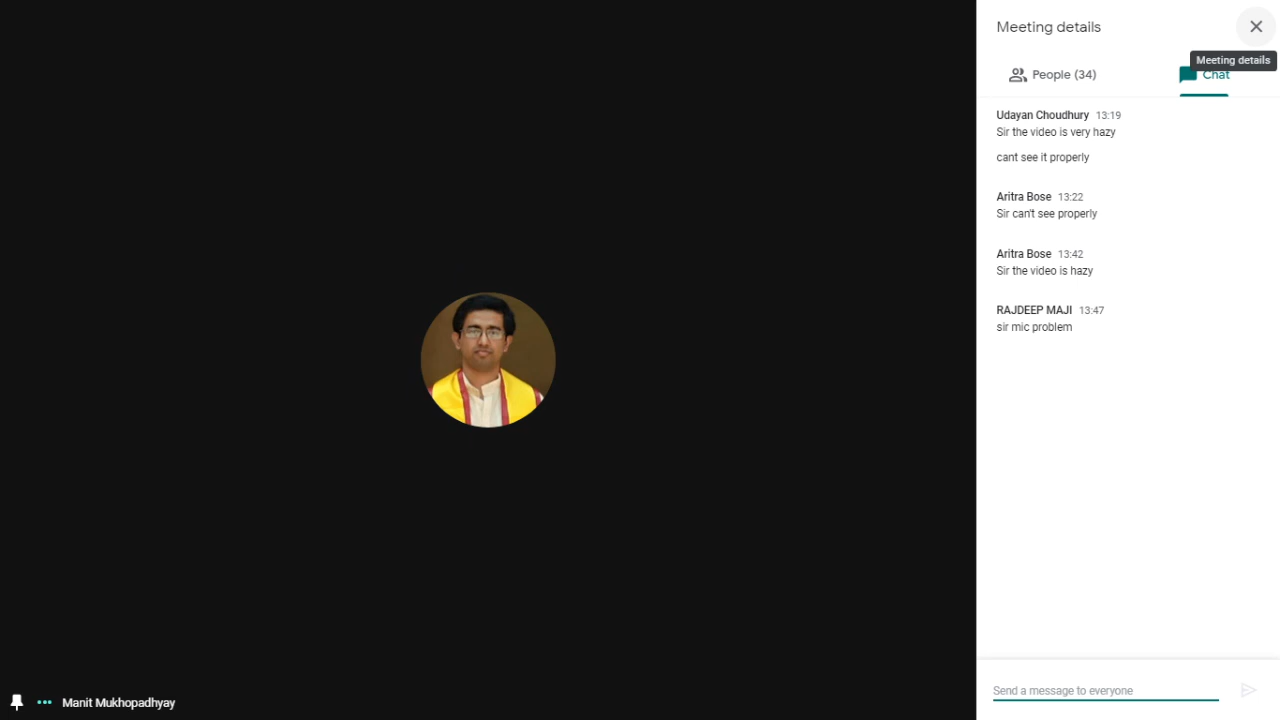 Meeting details
Meeting details
People (34)
Chat
Udayan Choudhury 13:19
Sir the video is very hazy
cant see it properly
Aritra Bose 13:22
Sir can't see properly
Aritra Bose 13:42
Sir the video is hazy
RAJDEEP MAJI 13:47
sir mic problem
Send a message to everyone
Manit Mukhopadhyay